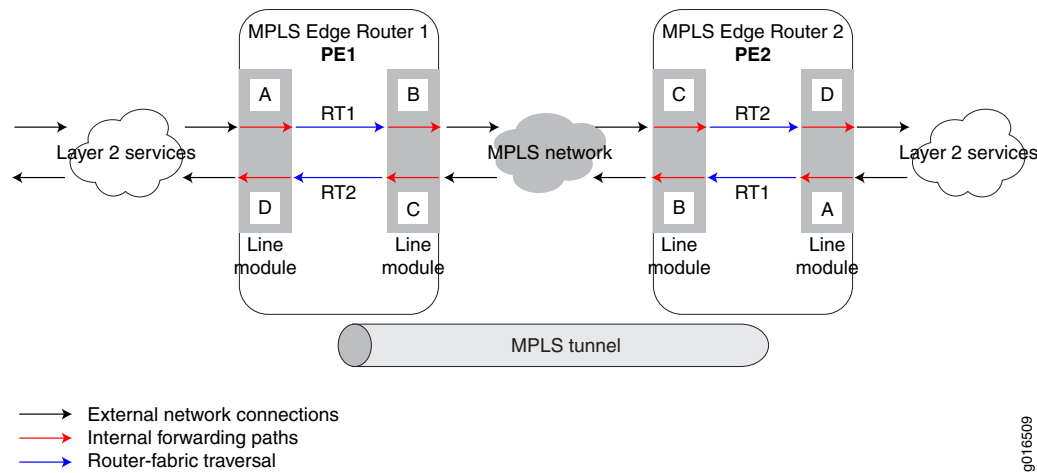 MPLS Edge Router 1
PE1
MPLS Edge Router 2
PE2
A
B
C
D
RT1
RT2
Layer 2 services
MPLS network
Layer 2 services
RT2
RT1
D
C
B
A
Line
module
Line
module
Line
module
Line
module
MPLS tunnel
External network connections
Internal forwarding paths
Router-fabric traversal
g016509